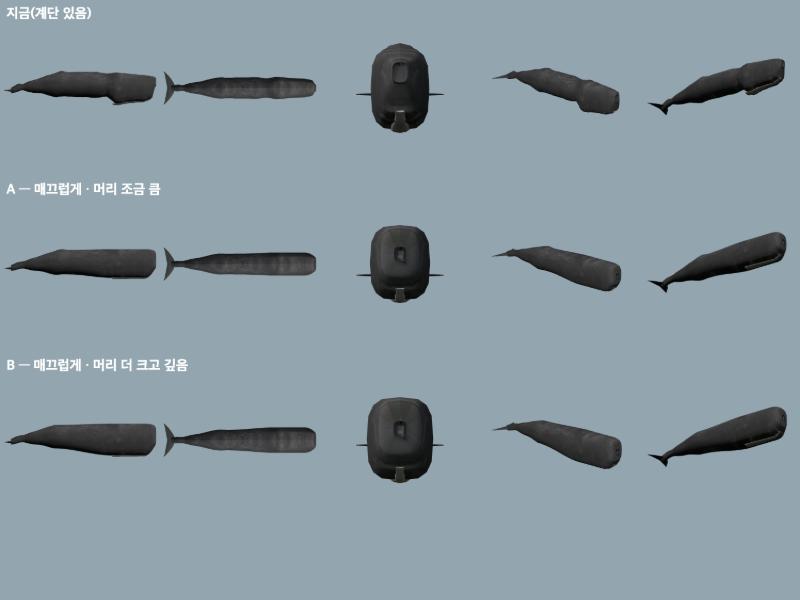 지금(계단 있음)
A — 매끄럽게 · 머리 조금 큼
B — 매끄럽게 · 머리 더 크고 깊음